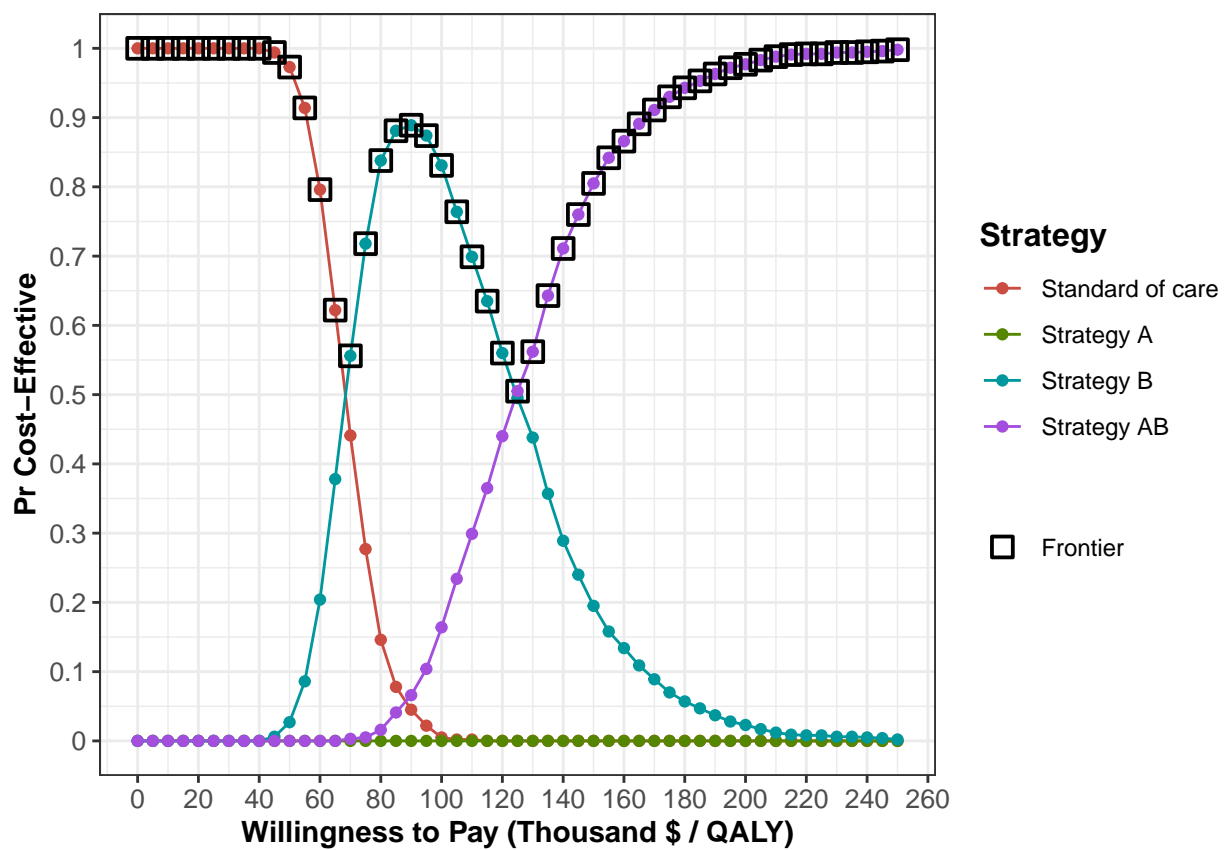 1
0.9
0.8
0.7
0.6
0.5
0.4
0.3
0.2
0.1
0
Pr Cost−Effective
0 20 40 60 80 100 120 140 160 180 200 220 240 260
Willingness to Pay (Thousand $ / QALY)
Strategy
Standard of care
Strategy A
Strategy B
Strategy AB
Frontier